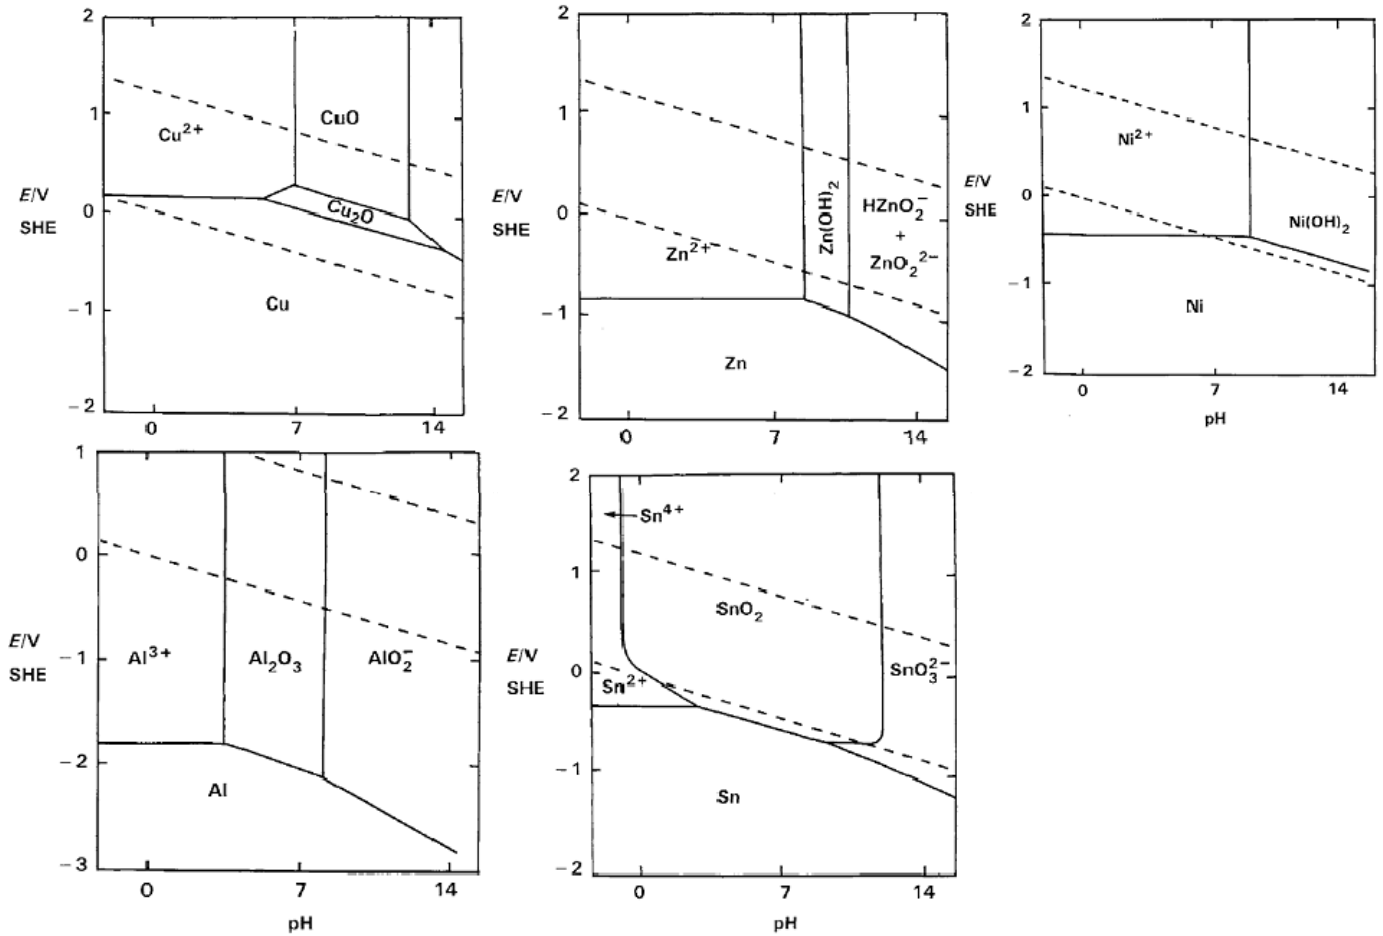 2
1
0
−1
−2
E/V
SHE
Cu²⁺
CuO
Cu₂O
Cu
0
7
14
2
1
0
−1
−2
E/V
SHE
Zn²⁺
Zn(OH)₂
HZnO₂⁻
+
ZnO₂²⁻
Zn
0
7
14
2
1
0
−1
−2
E/V
SHE
Ni²⁺
Ni(OH)₂
Ni
0
7
14
pH
1
0
−1
−2
−3
E/V
SHE
Al³⁺
Al₂O₃
AlO₂⁻
Al
0
7
14
pH
2
1
0
−1
−2
E/V
SHE
Sn⁴⁺
SnO₂
Sn²⁺
SnO₃²⁻
Sn
0
7
14
pH